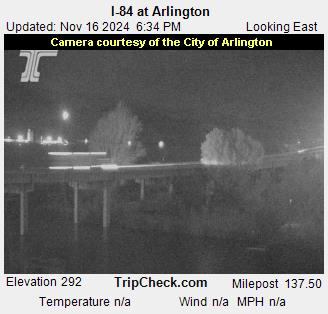 I-84 at Arlington
Updated: Nov 16 2024 6:34 PM Looking East
Camera courtesy of the City of Arlington
Elevation 292 TripCheck.com Milepost 137.50
Temperature n/a Wind n/a MPH n/a